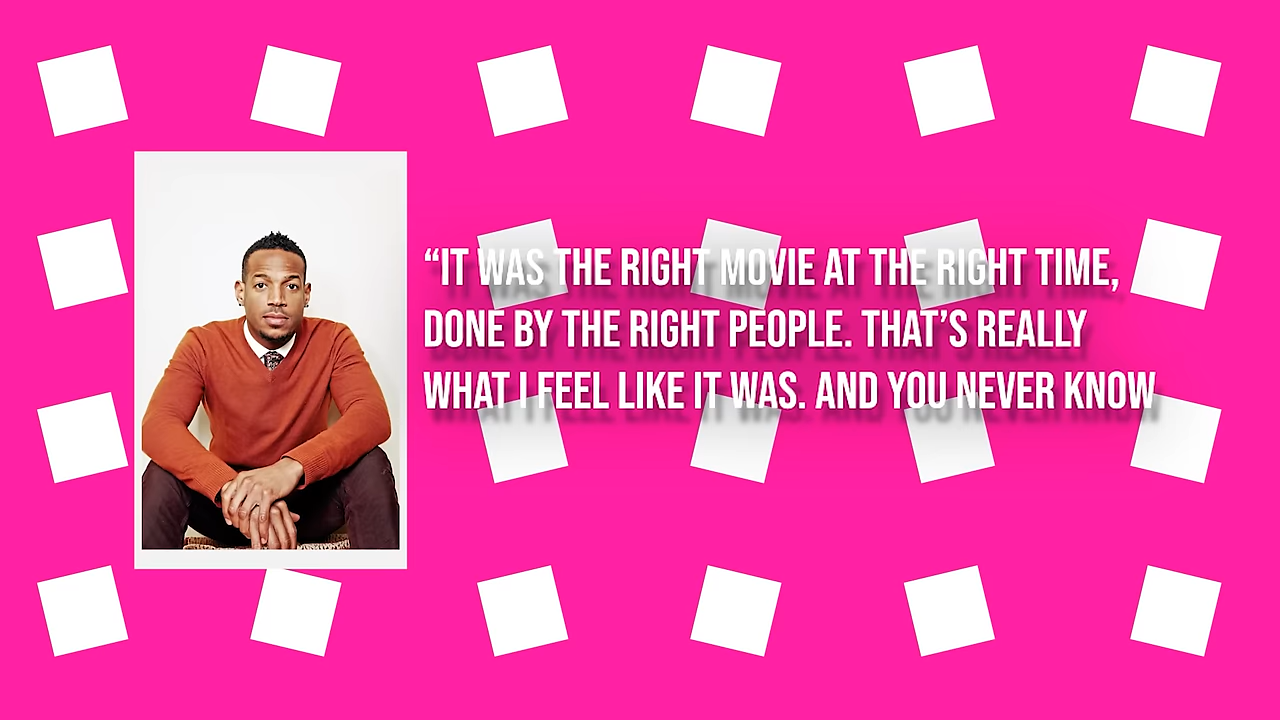 “IT WAS THE RIGHT MOVIE AT THE RIGHT TIME,
DONE BY THE RIGHT PEOPLE. THAT’S REALLY
WHAT I FEEL LIKE IT WAS. AND YOU NEVER KNOW